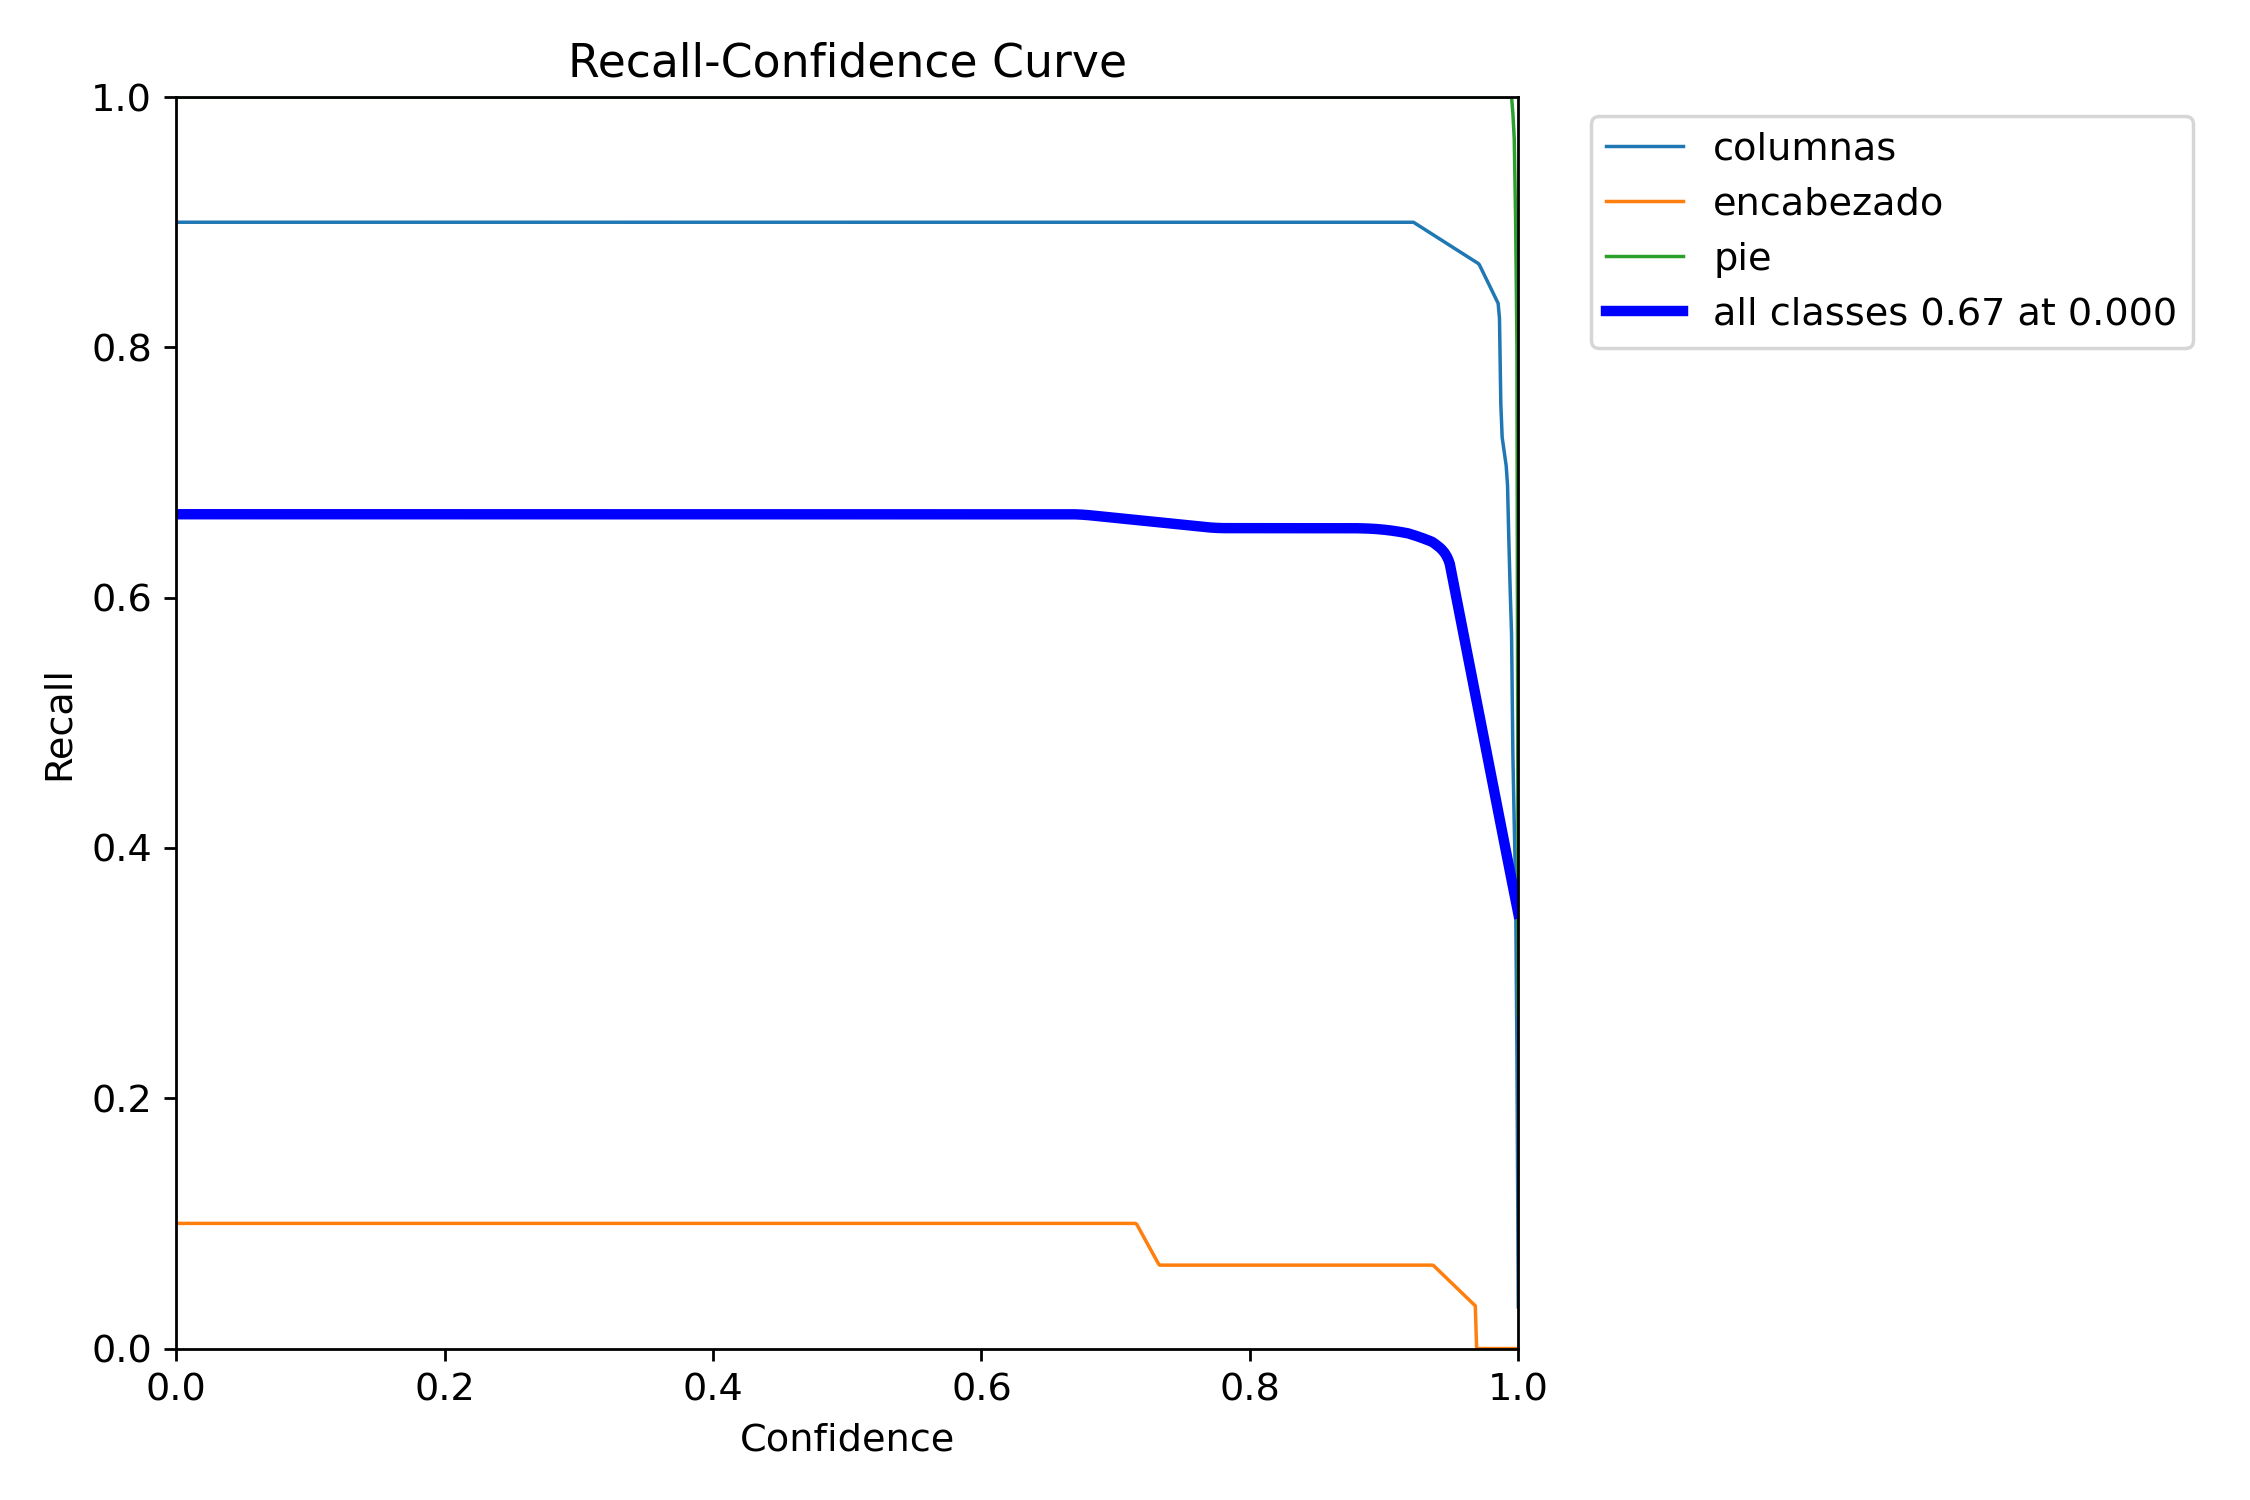 Recall-Confidence Curve
1.0
0.8
0.6
0.4
0.2
0.0
Recall
0.0 0.2 0.4 0.6 0.8 1.0
Confidence
columnas
encabezado
pie
all classes 0.67 at 0.000